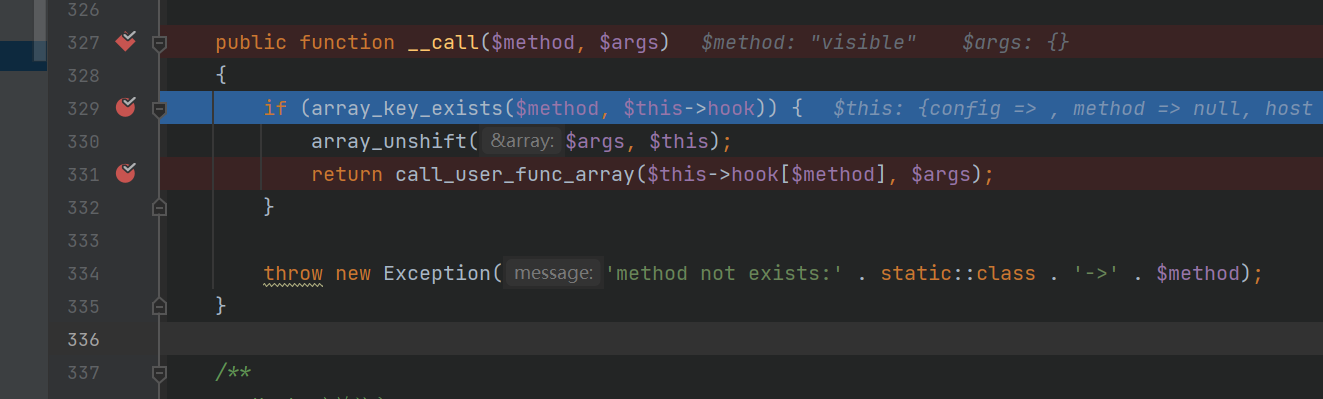 326
327 public function __call($method, $args) $method: "visible" $args: {}
328 {
329 if (array_key_exists($method, $this->hook)) { $this: {config => , method => null, host
330 array_unshift( &array: $args, $this);
331 return call_user_func_array($this->hook[$method], $args);
332 }
333
334 throw new Exception( message: 'method not exists:' . static::class . '->' . $method);
335 }
336
337 /**